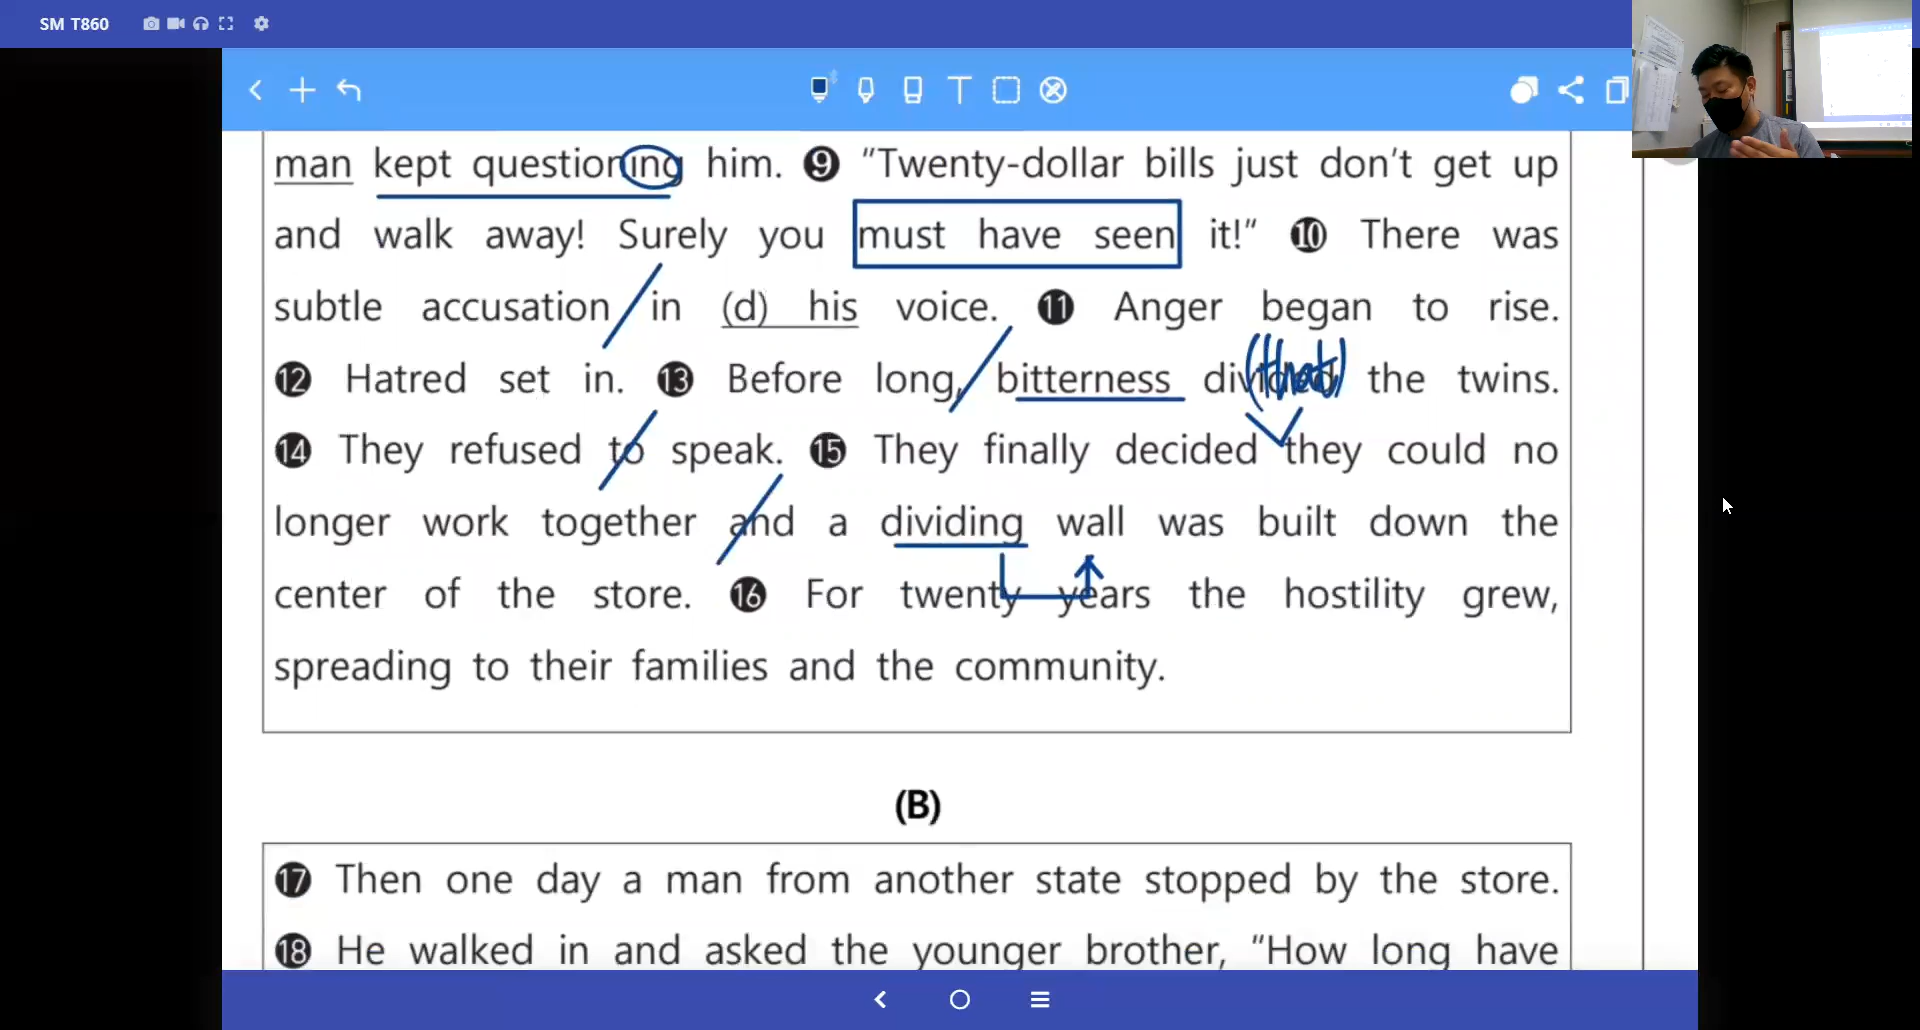 SM T860
man kept questioning him. ❾ "Twenty-dollar bills just don't get up
and walk away! Surely you must have seen it!" ❿ There was
subtle accusation in (d) his voice. ⓫ Anger began to rise.
(that)
⓬ Hatred set in. ⓭ Before long, bitterness divided the twins.
⓮ They refused to speak. ⓯ They finally decided they could no
longer work together and a dividing wall was built down the
center of the store. ⓰ For twenty years the hostility grew,
spreading to their families and the community.
(B)
⓱ Then one day a man from another state stopped by the store.
⓲ He walked in and asked the younger brother, "How long have